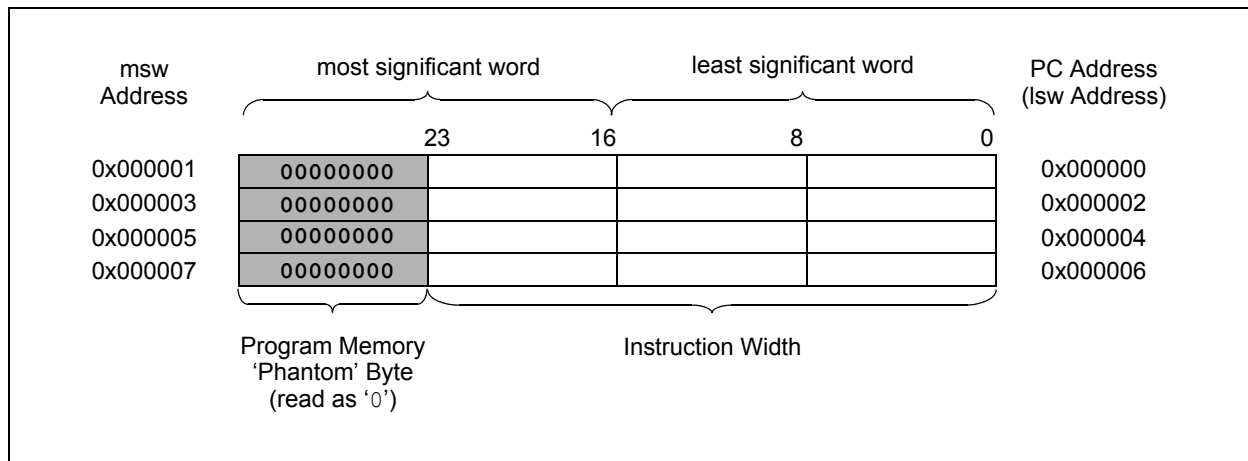 msw
Address
most significant word
least significant word
PC Address
(lsw Address)
23 16 8 0
0x000001 00000000 0x000000
0x000003 00000000 0x000002
0x000005 00000000 0x000004
0x000007 00000000 0x000006
Program Memory
‘Phantom’ Byte
(read as ‘0’)
Instruction Width